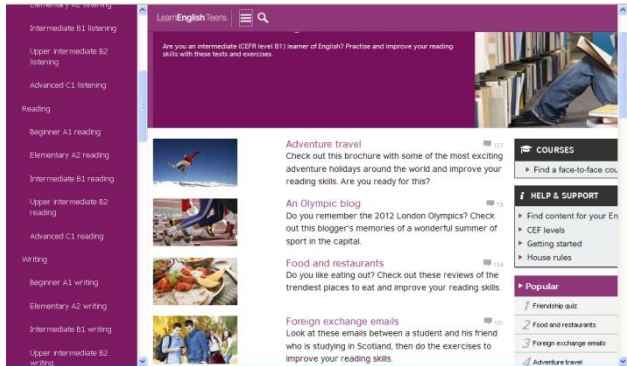 Elementary A2 listening
Intermediate B1 listening
Upper intermediate B2
listening
Advanced C1 listening
Reading
Beginner A1 reading
Elementary A2 reading
Intermediate B1 reading
Upper intermediate B2
reading
Advanced C1 reading
Writing
Beginner A1 writing
Elementary A2 writing
Intermediate B1 writing
Upper intermediate B2
writing
LearnEnglish Teens
Are you an intermediate (CEFR level B1) learner of English? Practise and improve your reading
skills with these texts and exercises.
Adventure travel
Check out this brochure with some of the most exciting
adventure holidays around the world and improve your
reading skills. Are you ready for this?
An Olympic blog
Do you remember the 2012 London Olympics? Check
out this blogger's memories of a wonderful summer of
sport in the capital.
Food and restaurants
Do you like eating out? Check out these reviews of the
trendiest places to eat and improve your reading skills.
Foreign exchange emails
Look at these emails between a student and his friend
who is studying in Scotland, then do the exercises to
improve your reading skills.
COURSES
Find a face-to-face cou
i HELP & SUPPORT
Find content for your En
CEF levels
Getting started
House rules
Popular
1 Friendship quiz
2 Food and restaurants
3 Foreign exchange emails
4 Adventure travel